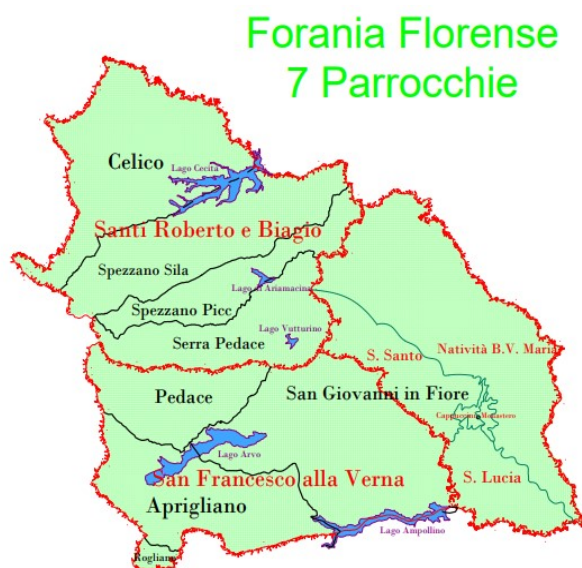 Forania Florense
7 Parrocchie
Celico
Lago Cecita
Santi Roberto e Biagio
Spezzano Sila
Lago di Ariamacina
Spezzano Picc
Lago Vutturino
Serra Pedace
S. Santo
Natività B.V. Maria
Pedace
San Giovanni in Fiore
Cappuccini
Monastero
Lago Arvo
San Francesco alla Verna
S. Lucia
Aprigliano
Lago Ampollino
Rogliano